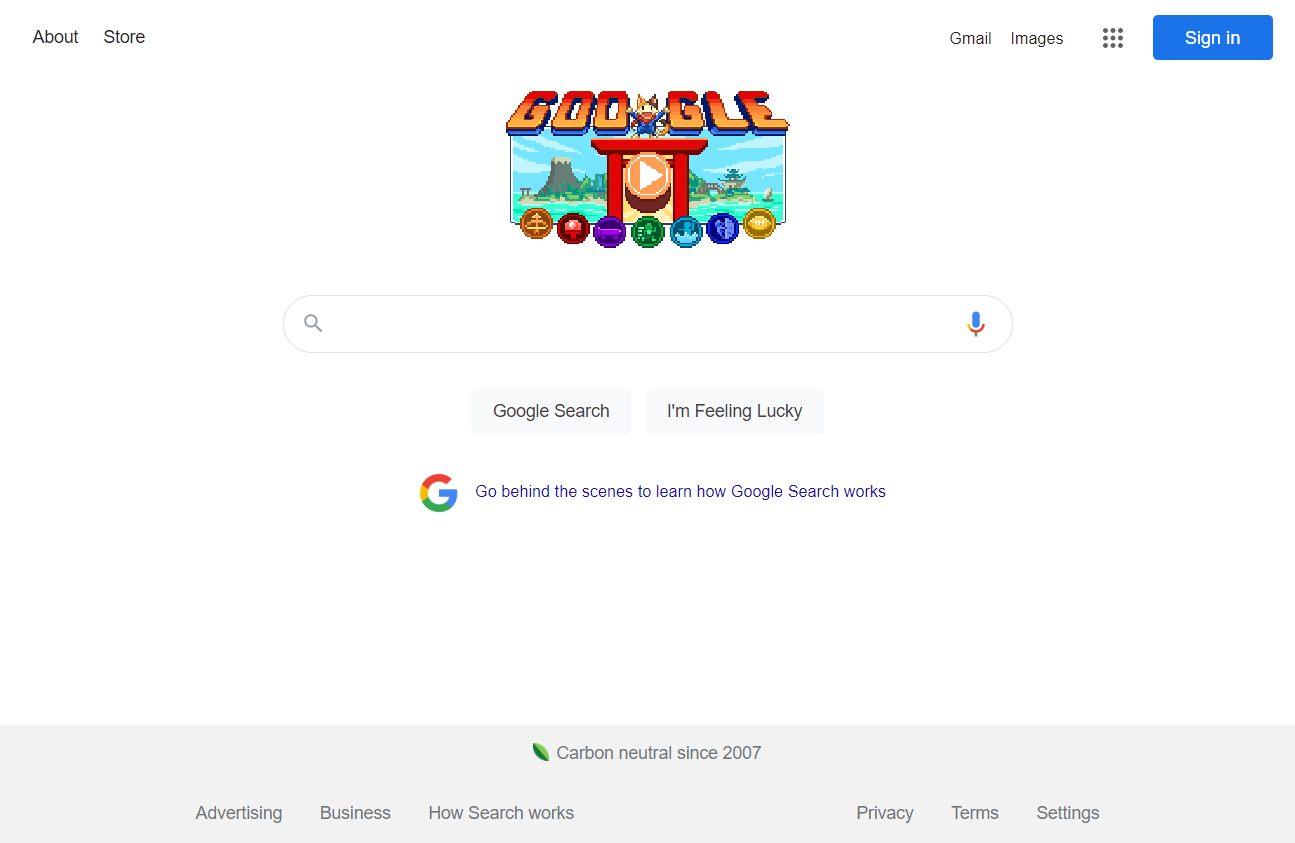 About Store
Gmail Images Sign in
GOOGLE
Google Search I'm Feeling Lucky
Go behind the scenes to learn how Google Search works
Carbon neutral since 2007
Advertising Business How Search works Privacy Terms Settings